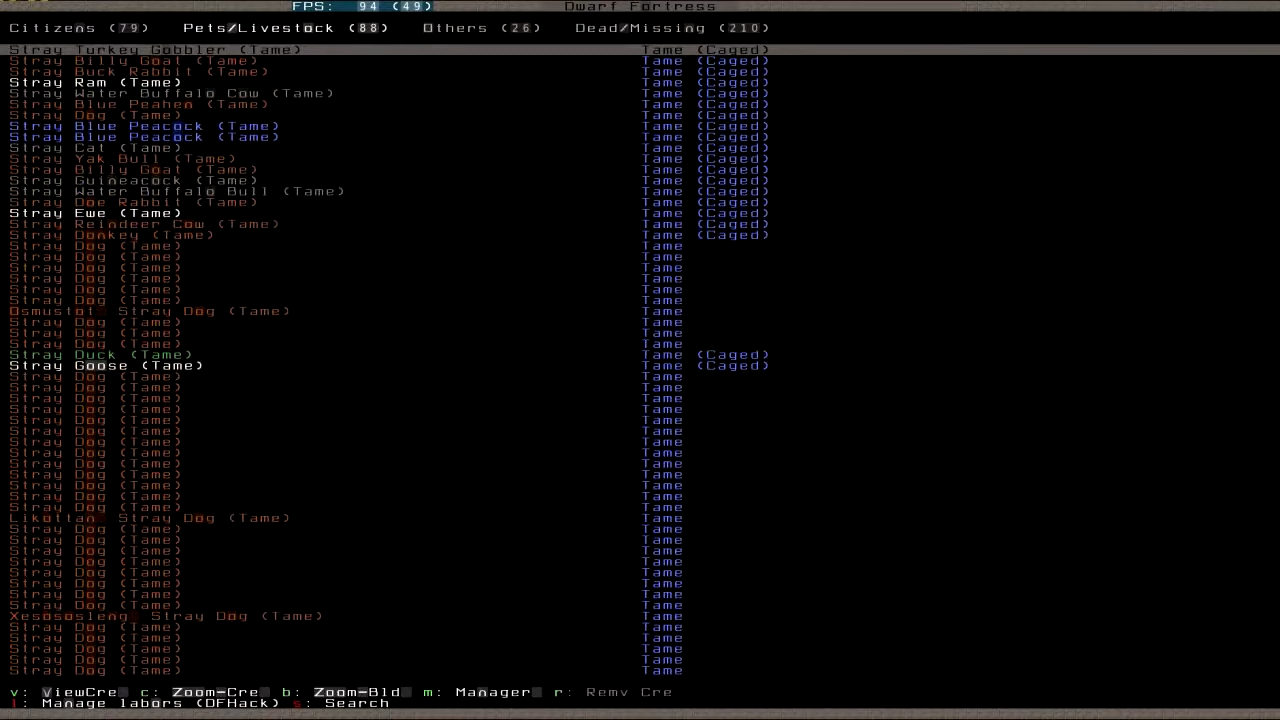 FPS: 94 (49) Dwarf Fortress
Citizens (79) Pets/Livestock (88) Others (26) Dead/Missing (210)
Stray Turkey Gobbler (Tame) Tame (Caged)
Stray Billy Goat (Tame) Tame (Caged)
Stray Buck Rabbit (Tame) Tame (Caged)
Stray Ram (Tame) Tame (Caged)
Stray Water Buffalo Cow (Tame) Tame (Caged)
Stray Blue Peahen (Tame) Tame (Caged)
Stray Dog (Tame) Tame (Caged)
Stray Blue Peacock (Tame) Tame (Caged)
Stray Blue Peacock (Tame) Tame (Caged)
Stray Cat (Tame) Tame (Caged)
Stray Yak Bull (Tame) Tame (Caged)
Stray Billy Goat (Tame) Tame (Caged)
Stray Guineacock (Tame) Tame (Caged)
Stray Water Buffalo Bull (Tame) Tame (Caged)
Stray Doe Rabbit (Tame) Tame (Caged)
Stray Ewe (Tame) Tame (Caged)
Stray Reindeer Cow (Tame) Tame (Caged)
Stray Donkey (Tame) Tame (Caged)
Stray Dog (Tame) Tame
Stray Dog (Tame) Tame
Stray Dog (Tame) Tame
Stray Dog (Tame) Tame
Stray Dog (Tame) Tame
Stray Dog (Tame) Tame
Osmustot Stray Dog (Tame) Tame
Stray Dog (Tame) Tame
Stray Dog (Tame) Tame
Stray Dog (Tame) Tame
Stray Duck (Tame) Tame (Caged)
Stray Goose (Tame) Tame (Caged)
Stray Dog (Tame) Tame
Stray Dog (Tame) Tame
Stray Dog (Tame) Tame
Stray Dog (Tame) Tame
Stray Dog (Tame) Tame
Stray Dog (Tame) Tame
Stray Dog (Tame) Tame
Stray Dog (Tame) Tame
Stray Dog (Tame) Tame
Stray Dog (Tame) Tame
Stray Dog (Tame) Tame
Stray Dog (Tame) Tame
Stray Dog (Tame) Tame
Likottan Stray Dog (Tame) Tame
Stray Dog (Tame) Tame
Stray Dog (Tame) Tame
Stray Dog (Tame) Tame
Stray Dog (Tame) Tame
Stray Dog (Tame) Tame
Stray Dog (Tame) Tame
Stray Dog (Tame) Tame
Stray Dog (Tame) Tame
Xesososleng Stray Dog (Tame) Tame
Stray Dog (Tame) Tame
Stray Dog (Tame) Tame
Stray Dog (Tame) Tame
Stray Dog (Tame) Tame
Stray Dog (Tame) Tame
v: ViewCre c: Zoom-Cre b: Zoom-Bld m: Manager r: Remv Cre
l: Manage labors (DFHack) s: Search